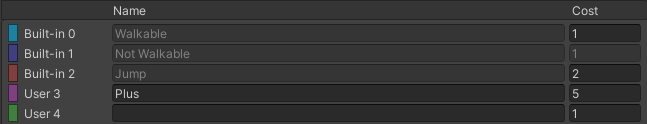 Name Cost
Built-in 0 Walkable 1
Built-in 1 Not Walkable 1
Built-in 2 Jump 2
User 3 Plus 5
User 4 1